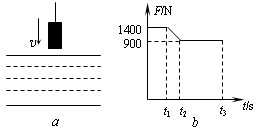 v
a
F/N
1400
900
t₁ t₂ t₃ t/s
b